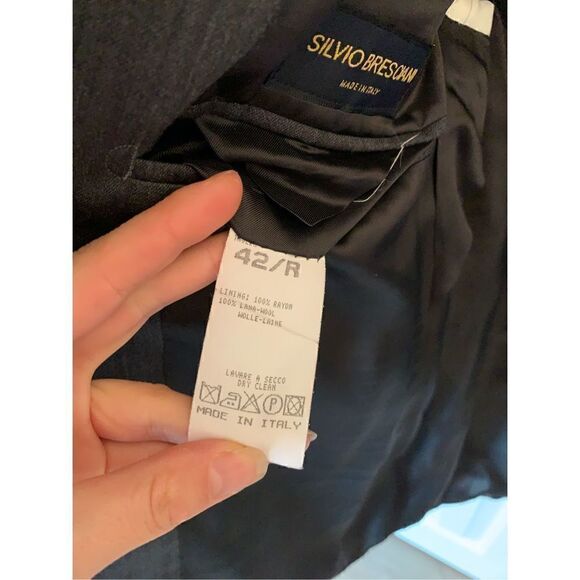 SILVIO BRESCIANI
MADE IN ITALY
42/R
LINING: 100% RAYON
100% LANA-WOOL
WOLLE-LAINE
LAVARE A SECCO
DRY CLEAN
P
MADE IN ITALY